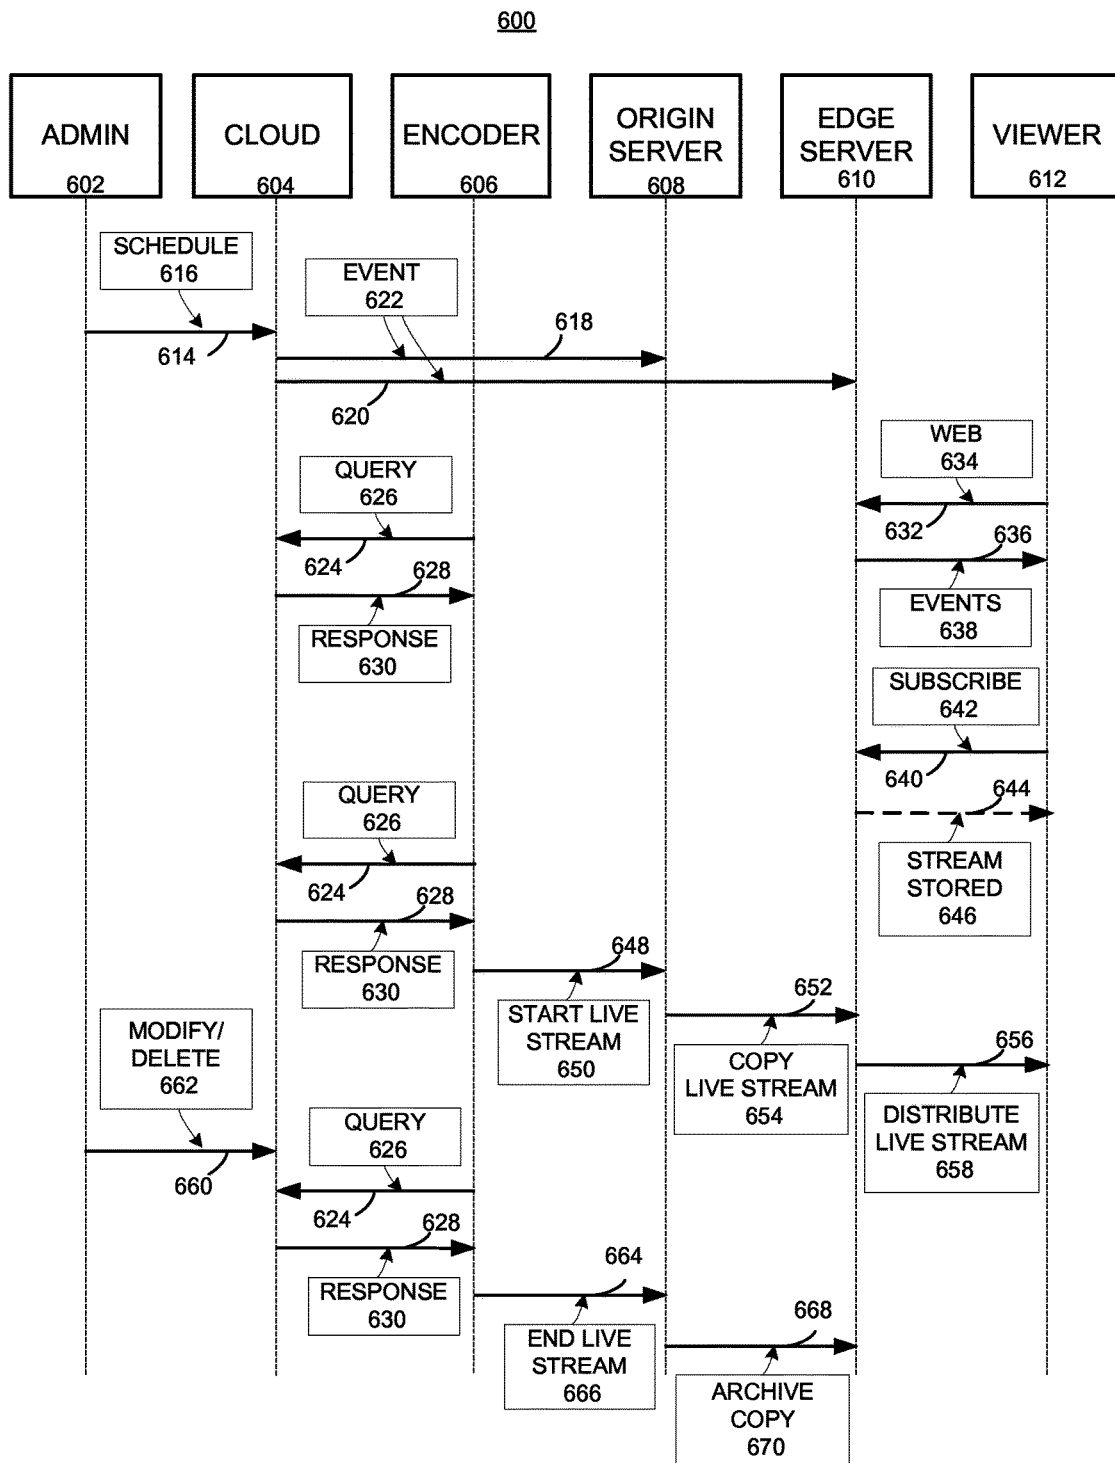 600
ADMIN
602
CLOUD
604
ENCODER
606
ORIGIN
SERVER
608
EDGE
SERVER
610
VIEWER
612
SCHEDULE
616
614
EVENT
622
618
620
WEB
634
632
QUERY
626
624
636
EVENTS
638
628
RESPONSE
630
SUBSCRIBE
642
640
QUERY
626
624
644
STREAM
STORED
646
628
RESPONSE
630
648
START LIVE
STREAM
650
652
COPY
LIVE STREAM
654
656
DISTRIBUTE
LIVE STREAM
658
MODIFY/
DELETE
662
660
QUERY
626
624
628
RESPONSE
630
664
END LIVE
STREAM
666
668
ARCHIVE
COPY
670